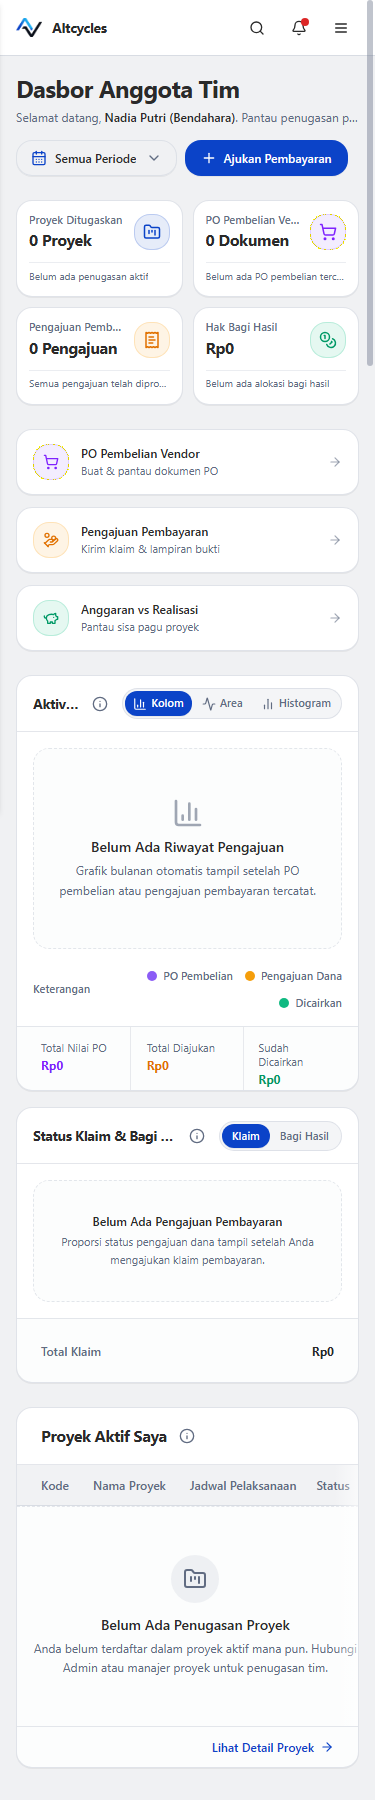 Altcycles
Dasbor Anggota Tim
Selamat datang, Nadia Putri (Bendahara). Pantau penugasan p...
Semua Periode
Ajukan Pembayaran
Proyek Ditugaskan
0 Proyek
Belum ada penugasan aktif
PO Pembelian Ve...
0 Dokumen
Belum ada PO pembelian terc...
Pengajuan Pemb...
0 Pengajuan
Semua pengajuan telah dipro...
Hak Bagi Hasil
Rp0
Belum ada alokasi bagi hasil
PO Pembelian Vendor
Buat & pantau dokumen PO
Pengajuan Pembayaran
Kirim klaim & lampiran bukti
Anggaran vs Realisasi
Pantau sisa pagu proyek
Aktiv...
Kolom
Area
Histogram
Belum Ada Riwayat Pengajuan
Grafik bulanan otomatis tampil setelah PO
pembelian atau pengajuan pembayaran tercatat.
Keterangan
PO Pembelian
Pengajuan Dana
Dicairkan
Total Nilai PO
Rp0
Total Diajukan
Rp0
Sudah
Dicairkan
Rp0
Status Klaim & Bagi ...
Klaim
Bagi Hasil
Belum Ada Pengajuan Pembayaran
Proporsi status pengajuan dana tampil setelah Anda
mengajukan klaim pembayaran.
Total Klaim
Rp0
Proyek Aktif Saya
Kode
Nama Proyek
Jadwal Pelaksanaan
Status
Belum Ada Penugasan Proyek
Anda belum terdaftar dalam proyek aktif mana pun. Hubungi
Admin atau manajer proyek untuk penugasan tim.
Lihat Detail Proyek